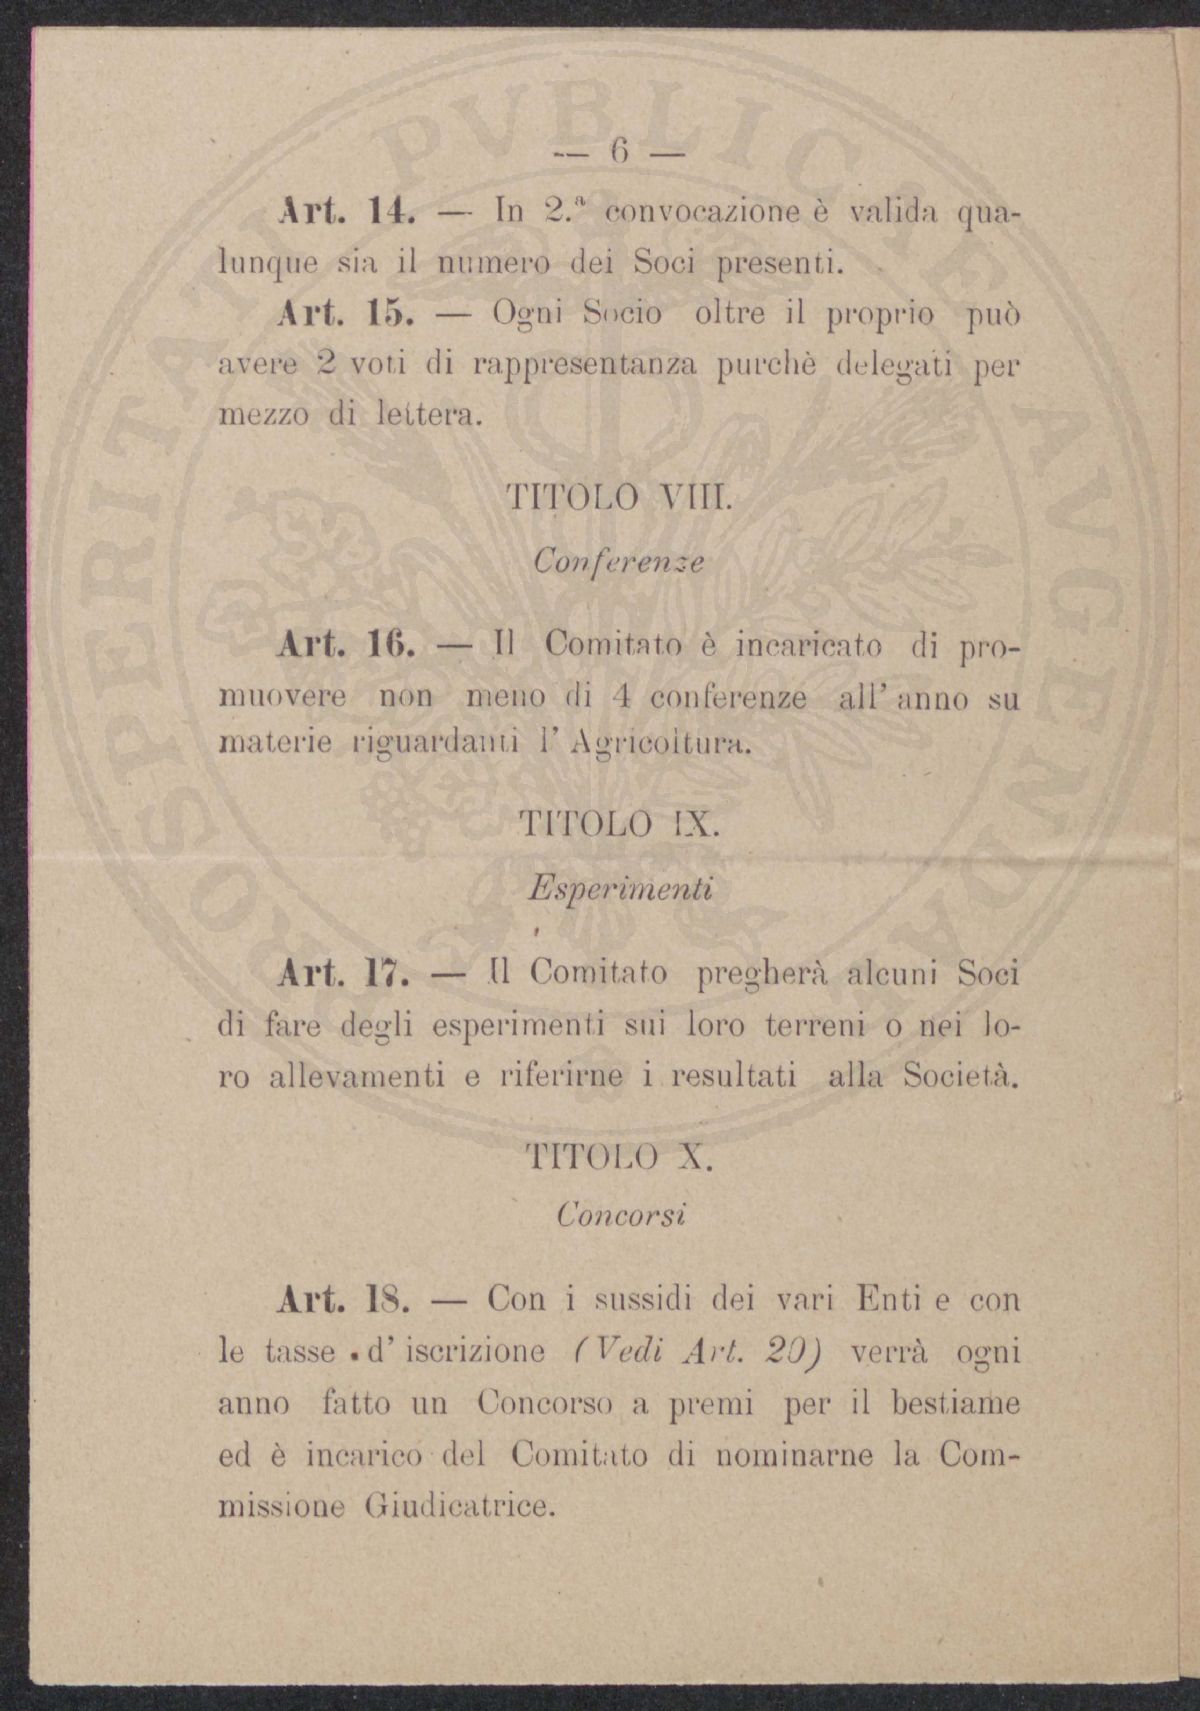 — 6 —
Art. 14. — In 2.ª convocazione è valida qua-
lunque sia il numero dei Soci presenti.
Art. 15. — Ogni Socio oltre il proprio può
avere 2 voti di rappresentanza purchè delegati per
mezzo di lettera.
TITOLO VIII.
Conferenze
Art. 16. — Il Comitato è incaricato di pro-
muovere non meno di 4 conferenze all' anno su
materie riguardanti l' Agricoltura.
TITOLO IX.
Esperimenti
Art. 17. — Il Comitato pregherà alcuni Soci
di fare degli esperimenti sui loro terreni o nei lo-
ro allevamenti e riferirne i resultati alla Società.
TITOLO X.
Concorsi
Art. 18. — Con i sussidi dei vari Enti e con
le tasse d' iscrizione (Vedi Art. 20) verrà ogni
anno fatto un Concorso a premi per il bestiame
ed è incarico del Comitato di nominarne la Com-
missione Giudicatrice.
PROSPERITATI PVBLICAE AVGENDAE